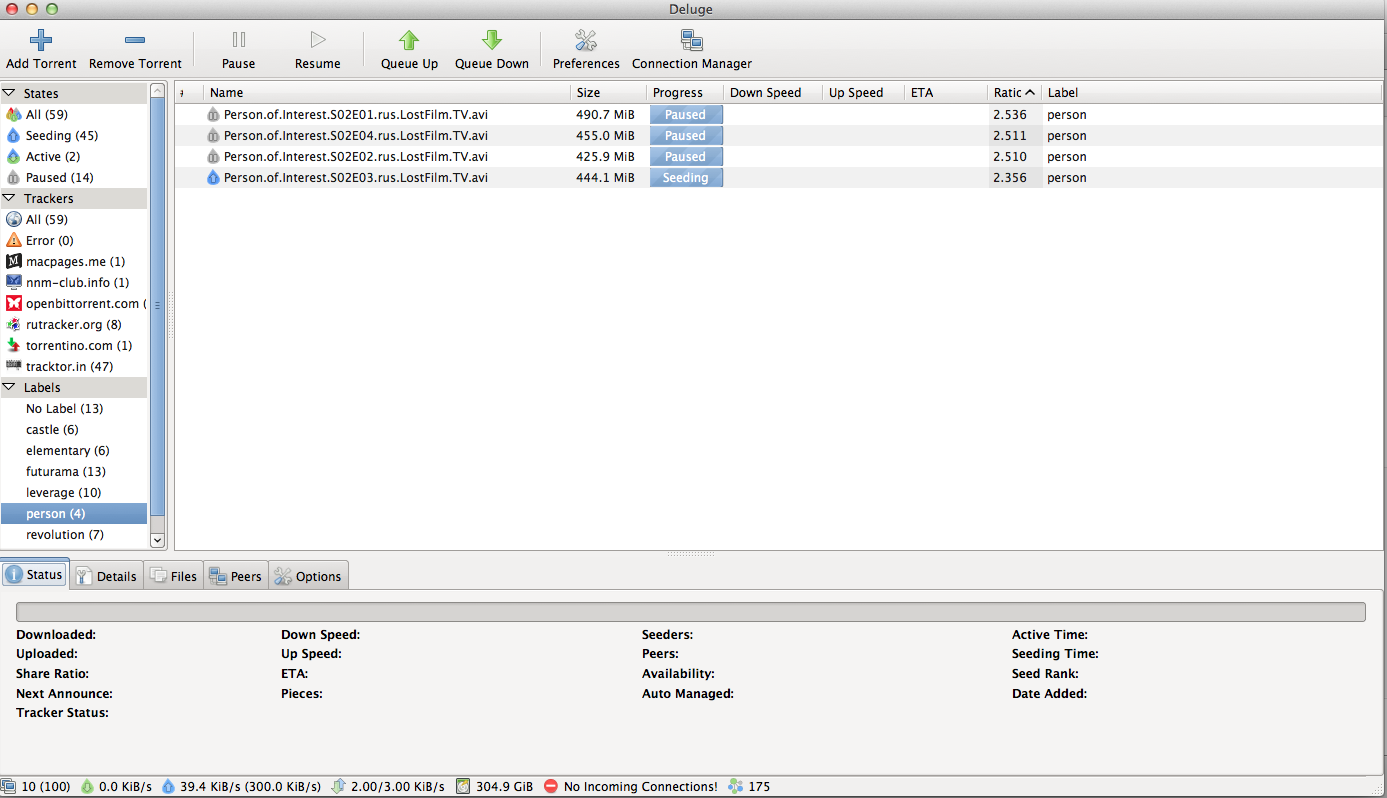 Deluge
Add Torrent Remove Torrent Pause Resume Queue Up Queue Down Preferences Connection Manager
States
All (59)
Seeding (45)
Active (2)
Paused (14)
Trackers
All (59)
Error (0)
macpages.me (1)
nnm-club.info (1)
openbittorrent.com (
rutracker.org (8)
torrentino.com (1)
tracktor.in (47)
Labels
No Label (13)
castle (6)
elementary (6)
futurama (13)
leverage (10)
person (4)
revolution (7)
Name Size Progress Down Speed Up Speed ETA Ratio Label
Person.of.Interest.S02E01.rus.LostFilm.TV.avi 490.7 MiB Paused 2.536 person
Person.of.Interest.S02E04.rus.LostFilm.TV.avi 455.0 MiB Paused 2.511 person
Person.of.Interest.S02E02.rus.LostFilm.TV.avi 425.9 MiB Paused 2.510 person
Person.of.Interest.S02E03.rus.LostFilm.TV.avi 444.1 MiB Seeding 2.356 person
Status Details Files Peers Options
Downloaded: Down Speed: Seeders: Active Time:
Uploaded: Up Speed: Peers: Seeding Time:
Share Ratio: ETA: Availability: Seed Rank:
Next Announce: Pieces: Auto Managed: Date Added:
Tracker Status:
10 (100) 0.0 KiB/s 39.4 KiB/s (300.0 KiB/s) 2.00/3.00 KiB/s 304.9 GiB No Incoming Connections! 175